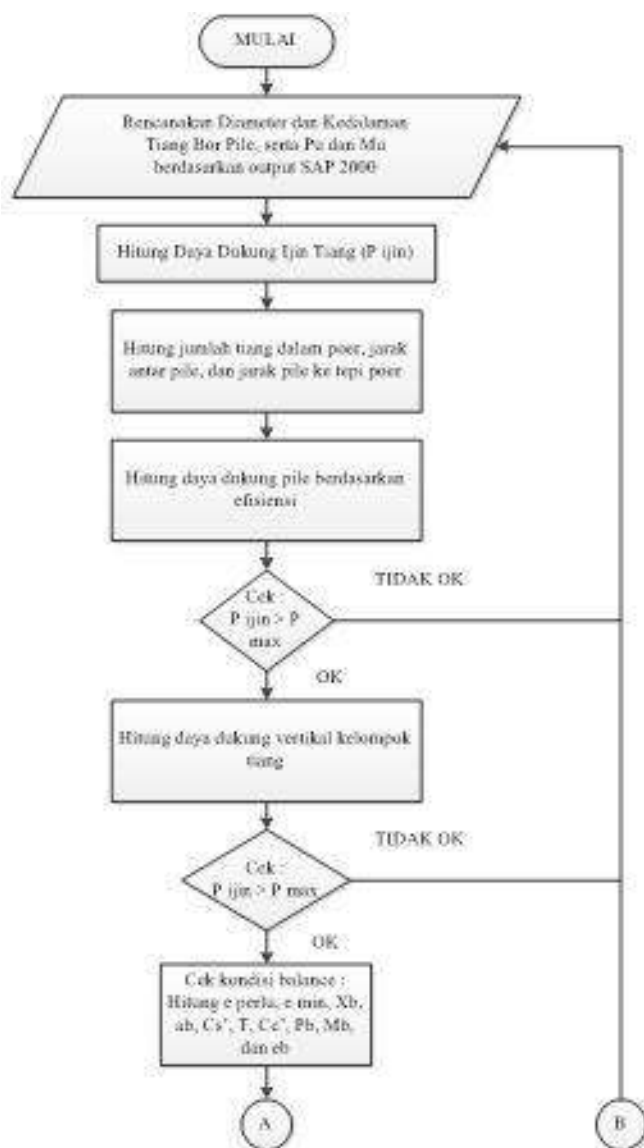 MULAI
Rencanakan Diameter dan Kedalaman
Tiang Bor Pile, serta Pu dan Mu
berdasarkan output SAP 2000
Hitung Daya Dukung Ijin Tiang (P ijin)
Hitung jumlah tiang dalam poer, jarak
antar pile, dan jarak pile ke tepi poer
Hitung daya dukung pile berdasarkan
efisiensi
TIDAK OK
Cek :
P ijin > P
max
OK
Hitung daya dukung vertikal kelompok
tiang
TIDAK OK
Cek :
P ijin > P max
OK
Cek kondisi balance :
Hitung e perlu, e min, Xb,
ab, Cs', T, Cc', Pb, Mb,
dan eb
A
B